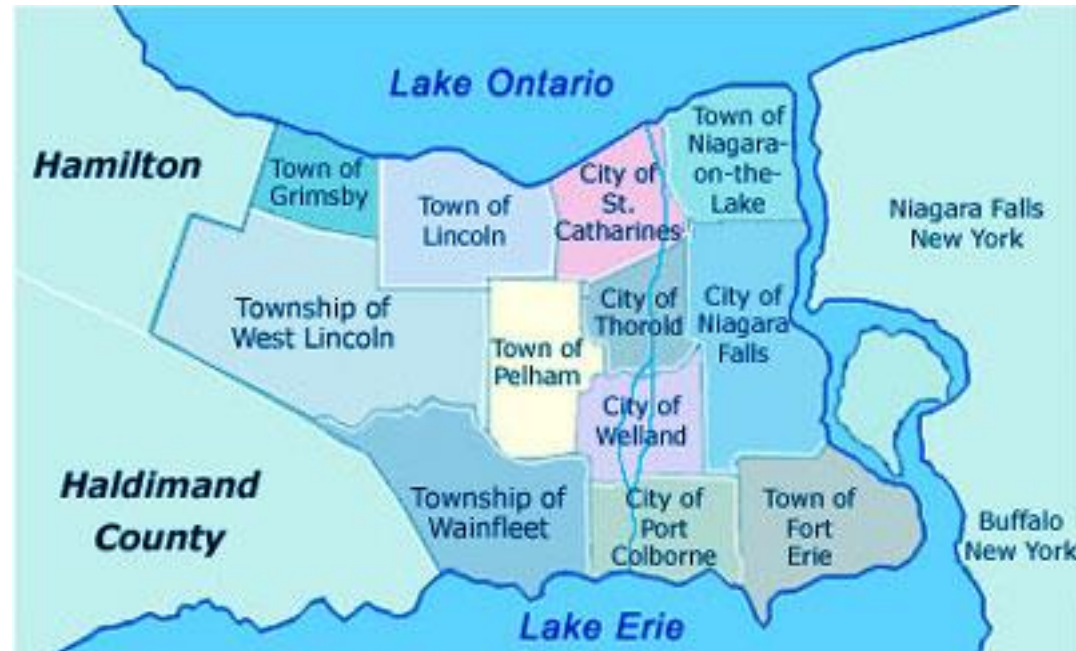 Lake Ontario
Hamilton
Town of
Grimsby
Town of
Lincoln
City of
St.
Catharines
Town of
Niagara-
on-the-
Lake
Niagara Falls
New York
Township of
West Lincoln
Town of
Pelham
City of
Thorold
City of
Niagara
Falls
City of
Welland
Haldimand
County
Township of
Wainfleet
City of
Port
Colborne
Town of
Fort
Erie
Buffalo
New York
Lake Erie